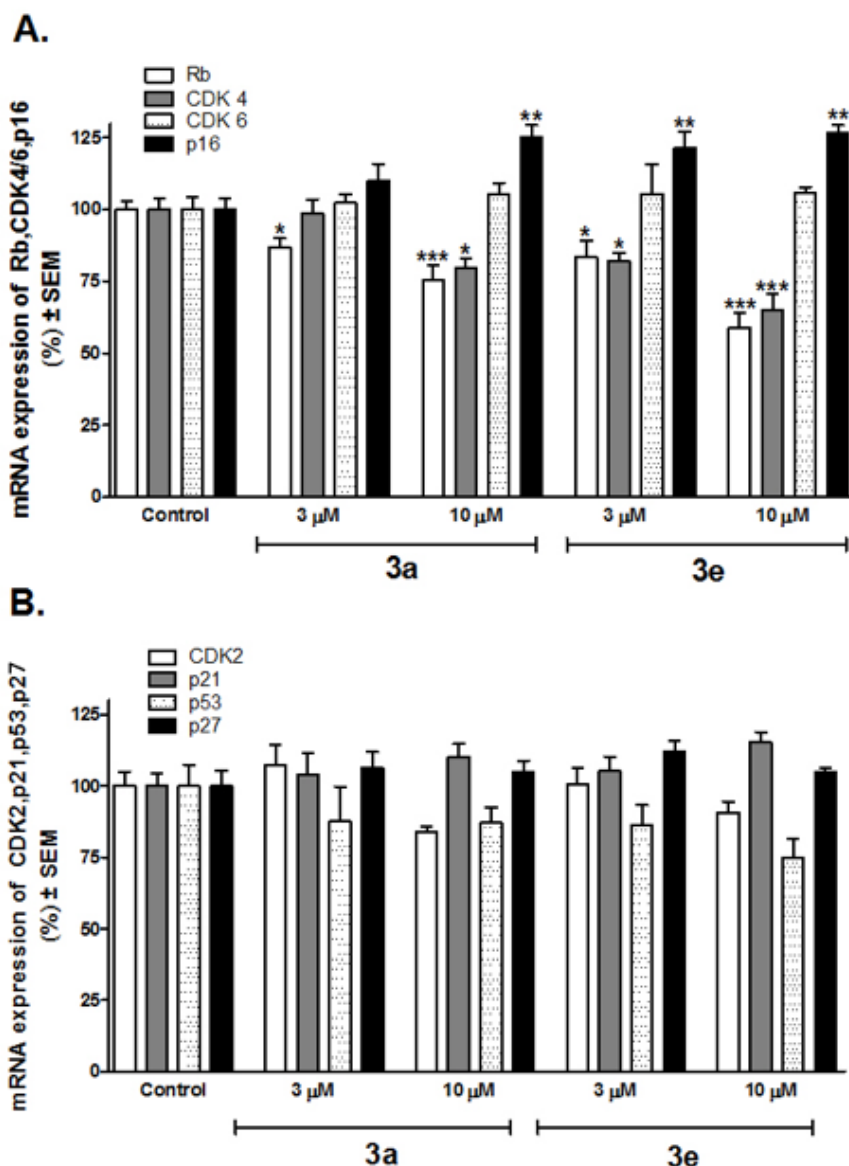 A.
Rb
CDK 4
CDK 6
p16
mRNA expression of Rb,CDK4/6,p16
(%) ± SEM
125
100
75
50
25
0
*
***
*
**
*
*
**
***
***
**
Control
3 µM
10 µM
3 µM
10 µM
3a
3e
B.
CDK2
p21
p53
p27
mRNA expression of CDK2,p21,p53,p27
(%) ± SEM
125
100
75
50
25
0
Control
3 µM
10 µM
3 µM
10 µM
3a
3e